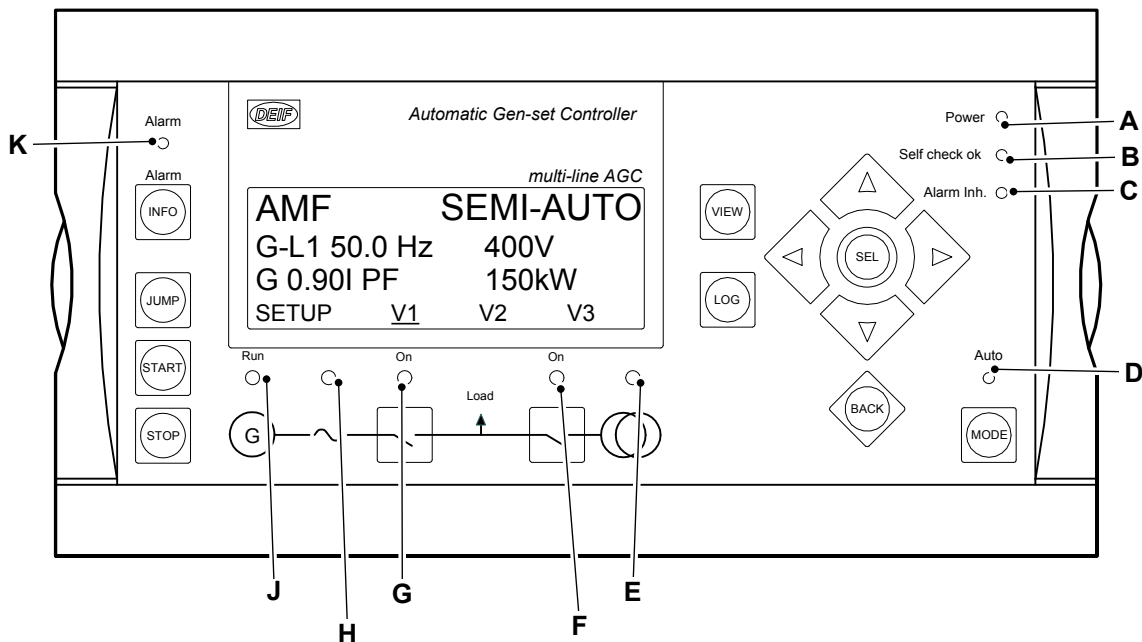 DEIF
Automatic Gen-set Controller
multi-line AGC
AMF SEMI-AUTO
G-L1 50.0 Hz 400V
G 0.90I PF 150kW
SETUP V1 V2 V3
K
Alarm
Alarm
INFO
JUMP
START
STOP
VIEW
LOG
Power
Self check ok
Alarm Inh.
A
B
C
SEL
BACK
Auto
D
MODE
Run
On
Load
On
G
J
H
G
F
E